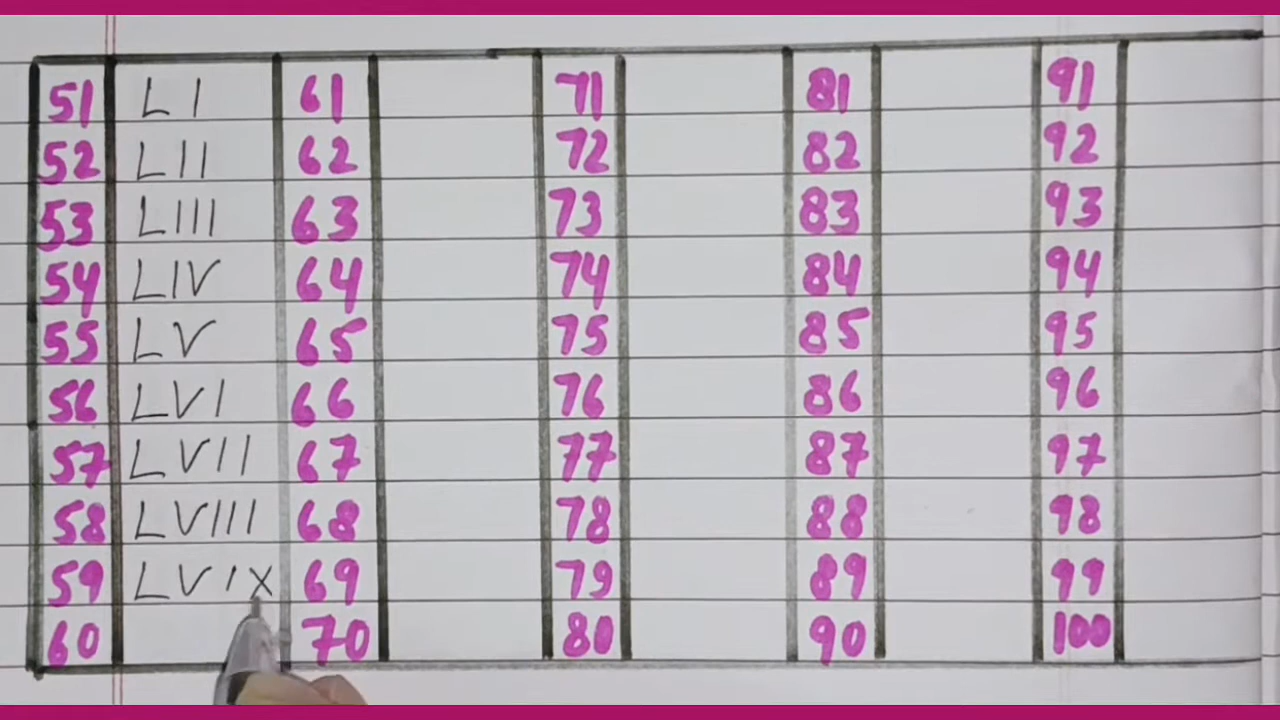 51 LI 61 71 81 91
52 LII 62 72 82 92
53 LIII 63 73 83 93
54 LIV 64 74 84 94
55 LV 65 75 85 95
56 LVI 66 76 86 96
57 LVII 67 77 87 97
58 LVIII 68 78 88 98
59 LVIX 69 79 89 99
60 70 80 90 100